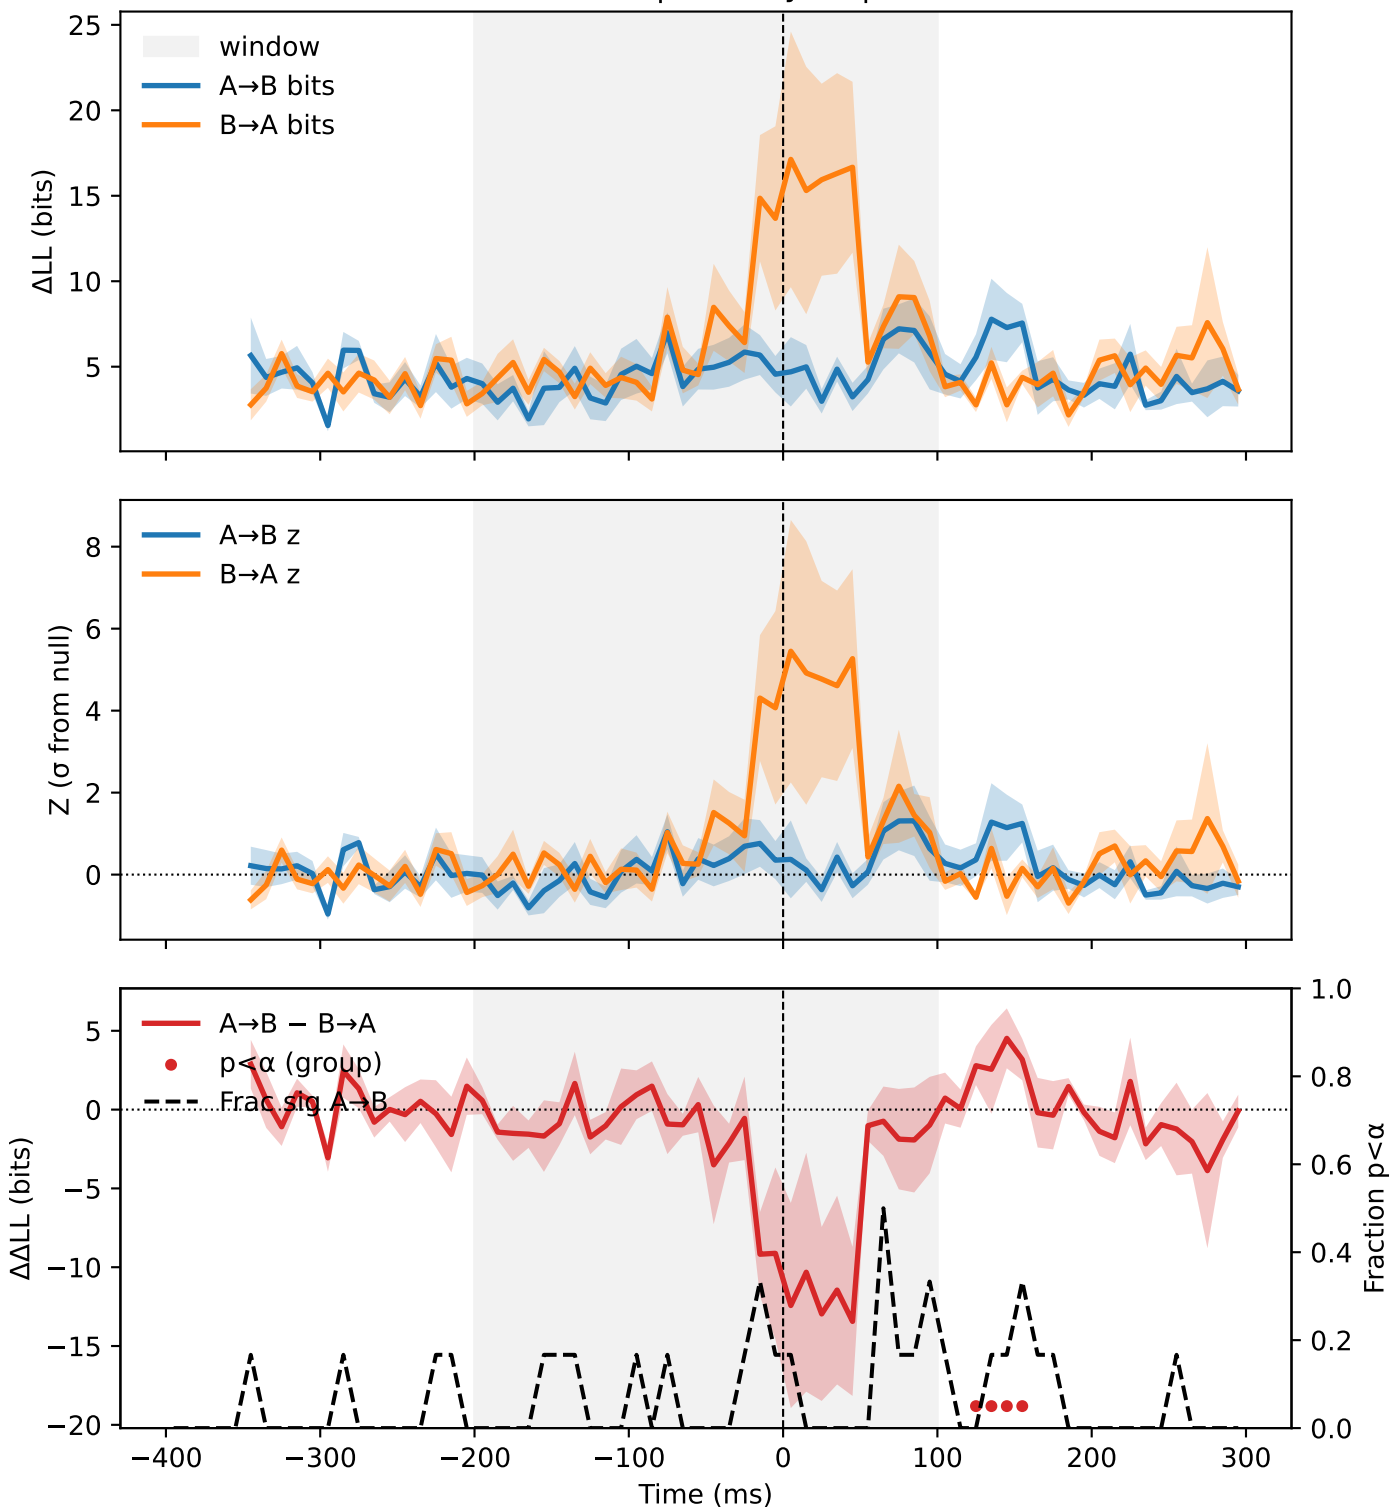 25
20
15
10
5
ΔLL (bits)
window
A→B bits
B→A bits
8
6
4
2
0
Z (σ from null)
A→B z
B→A z
5
0
−5
−10
−15
−20
ΔΔLL (bits)
A→B − B→A
p<α (group)
Frac sig A→B
1.0
0.8
0.6
0.4
0.2
0.0
Fraction p<α
−400 −300 −200 −100 0 100 200 300
Time (ms)